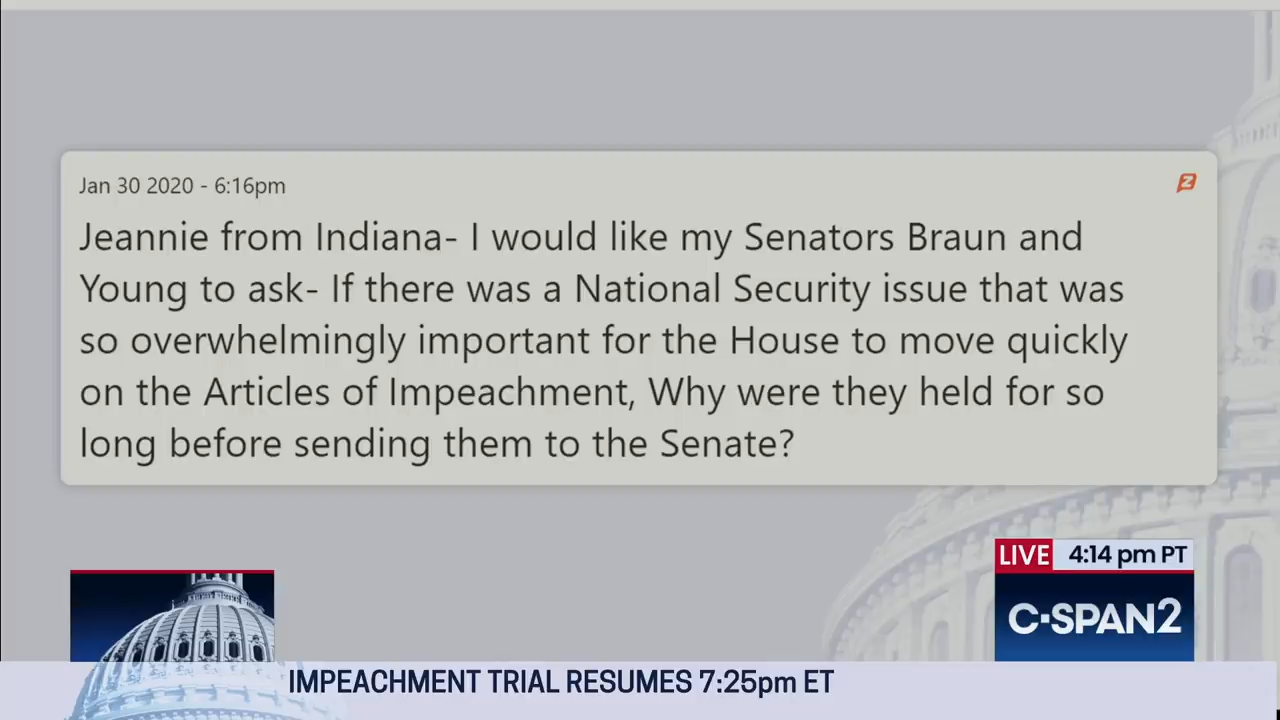 Jan 30 2020 - 6:16pm
Jeannie from Indiana- I would like my Senators Braun and
Young to ask- If there was a National Security issue that was
so overwhelmingly important for the House to move quickly
on the Articles of Impeachment, Why were they held for so
long before sending them to the Senate?
LIVE 4:14 pm PT
C-SPAN2
IMPEACHMENT TRIAL RESUMES 7:25pm ET